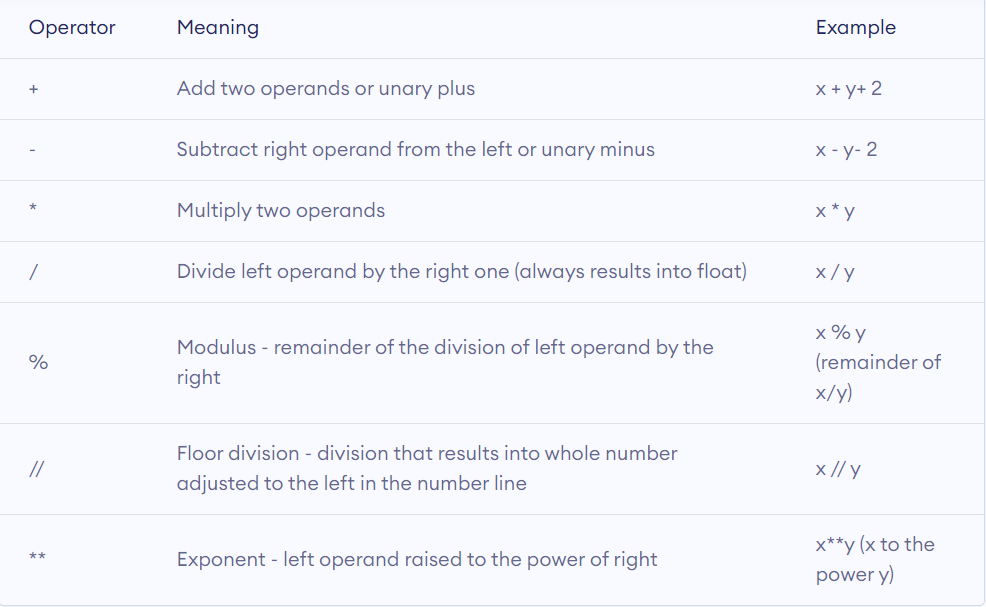 Operator Meaning Example
+ Add two operands or unary plus x + y+ 2
- Subtract right operand from the left or unary minus x - y- 2
* Multiply two operands x * y
/ Divide left operand by the right one (always results into float) x / y
% Modulus - remainder of the division of left operand by the
right
x % y
(remainder of
x/y)
// Floor division - division that results into whole number
adjusted to the left in the number line
x // y
** Exponent - left operand raised to the power of right
x**y (x to the
power y)